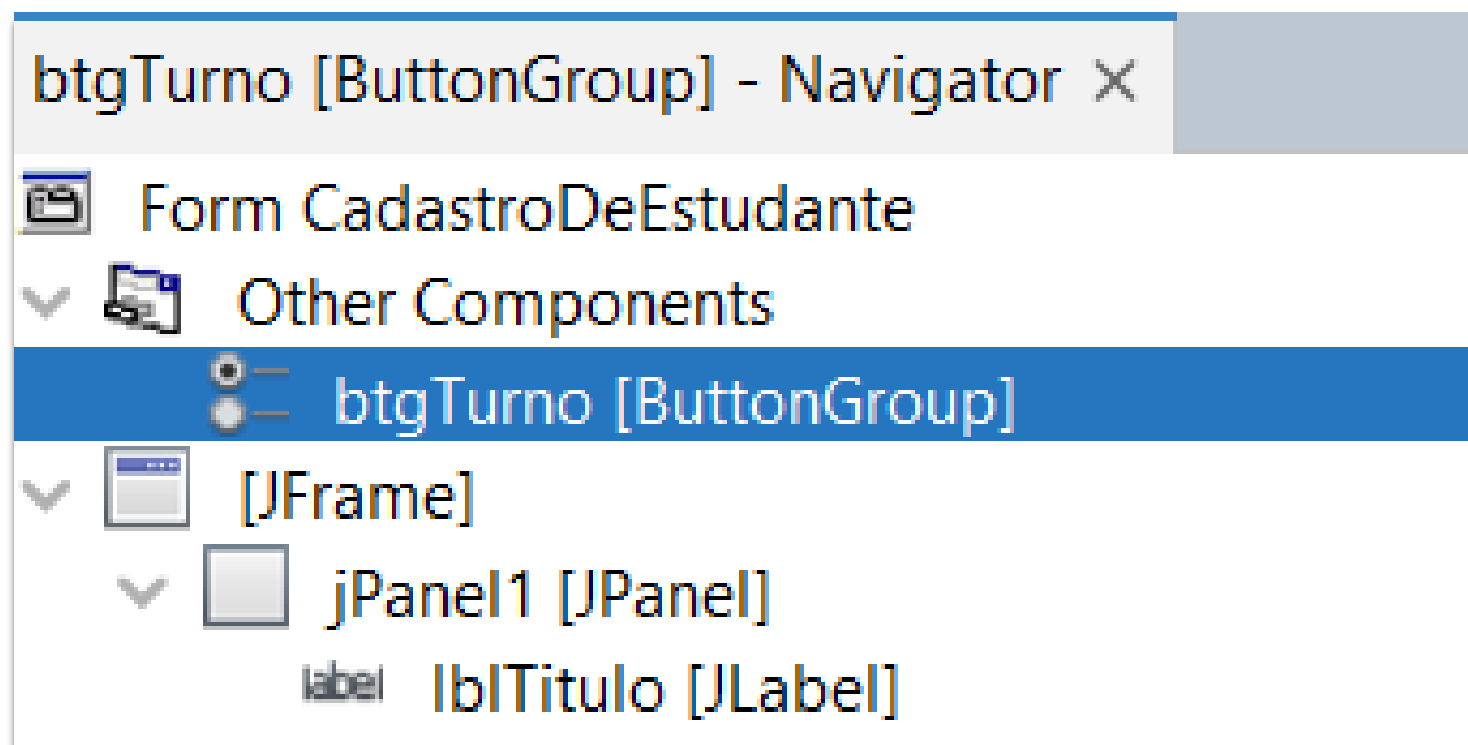 btgTurno [ButtonGroup] - Navigator ×
Form CadastroDeEstudante
Other Components
btgTurno [ButtonGroup]
[JFrame]
jPanel1 [JPanel]
label lblTitulo [JLabel]